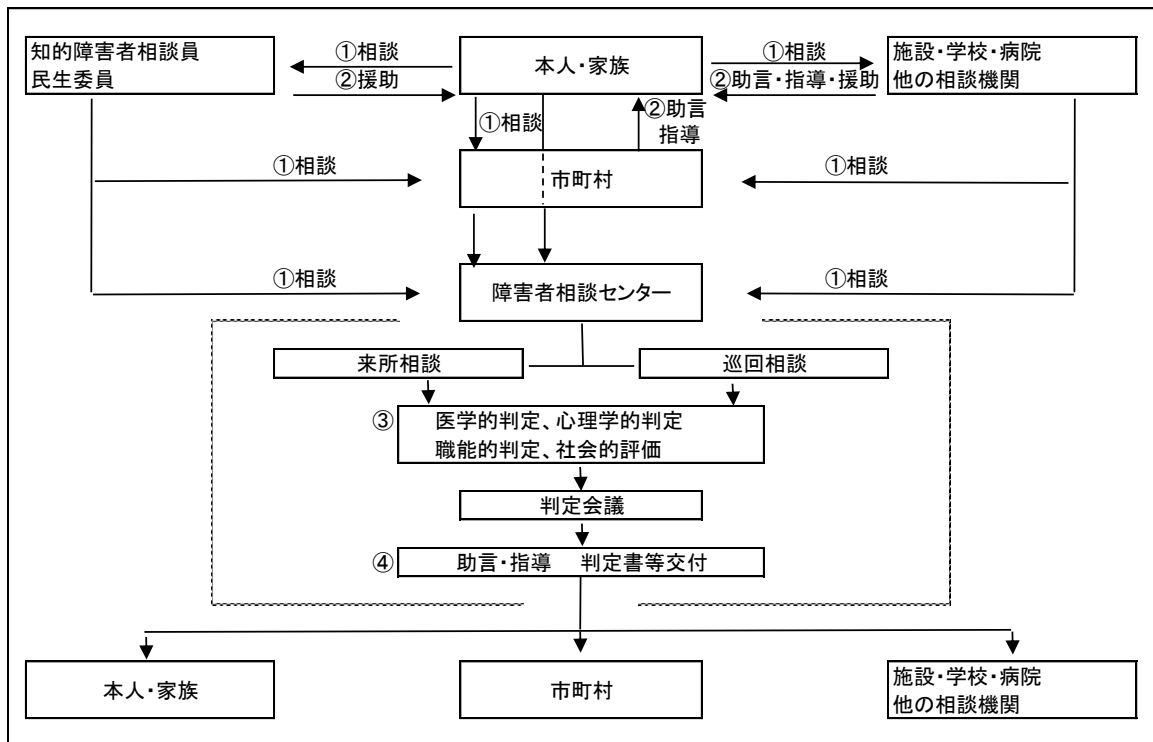 知的障害者相談員
民生委員
①相談
②援助
本人・家族
①相談
②助言・指導・援助
施設・学校・病院
他の相談機関
①相談
②助言
指導
①相談
市町村
①相談
①相談
障害者相談センター
①相談
来所相談
巡回相談
③
医学的判定、心理学的判定
職能的判定、社会的評価
判定会議
④
助言・指導　判定書等交付
本人・家族
市町村
施設・学校・病院
他の相談機関